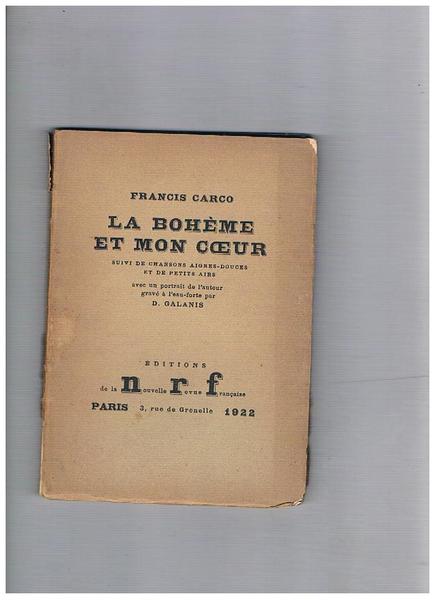 FRANCIS CARCO
LA BOHÈME
ET MON CŒUR
SUIVI DE CHANSONS AIGRES-DOUCES
ET DE PETITS AIRS
avec un portrait de l'auteur
gravé à l'eau-forte par
D. GALANIS
EDITIONS
de la nouvelle revue française
PARIS 3, rue de Grenelle 1922